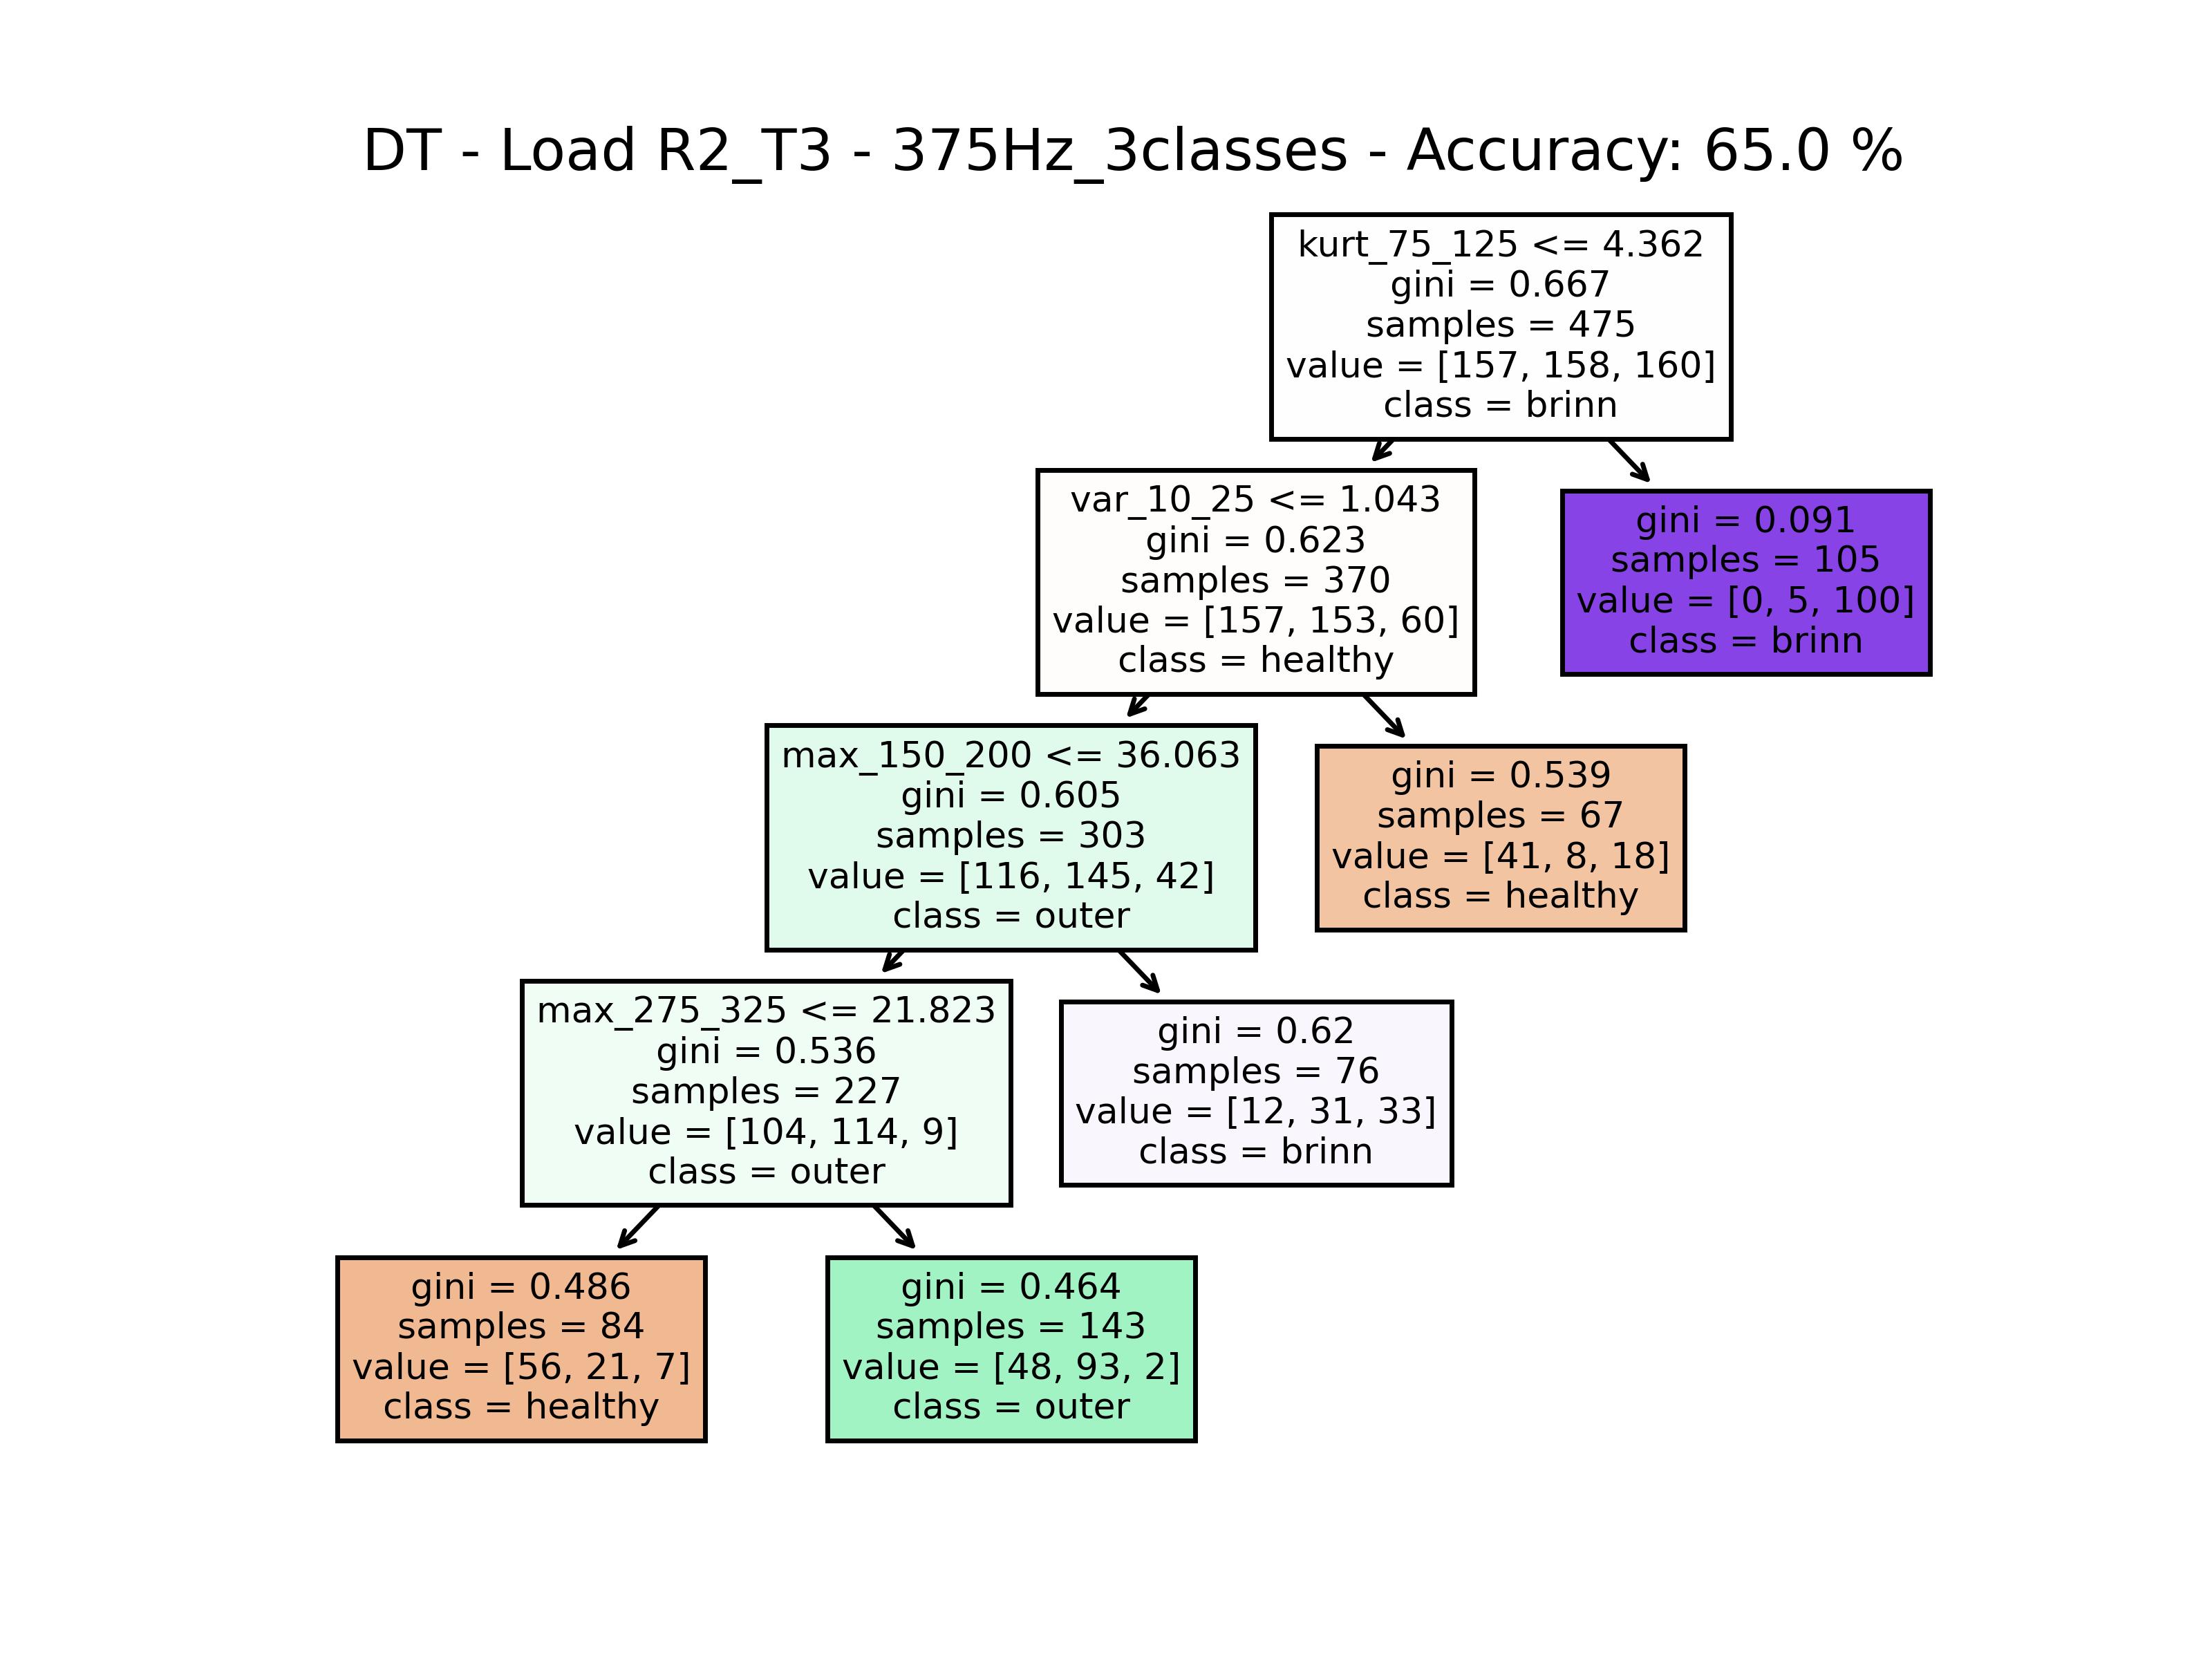 DT - Load R2_T3 - 375Hz_3classes - Accuracy: 65.0 %
kurt_75_125 <= 4.362
gini = 0.667
samples = 475
value = [157, 158, 160]
class = brinn
var_10_25 <= 1.043
gini = 0.623
samples = 370
value = [157, 153, 60]
class = healthy
gini = 0.091
samples = 105
value = [0, 5, 100]
class = brinn
max_150_200 <= 36.063
gini = 0.605
samples = 303
value = [116, 145, 42]
class = outer
gini = 0.539
samples = 67
value = [41, 8, 18]
class = healthy
max_275_325 <= 21.823
gini = 0.536
samples = 227
value = [104, 114, 9]
class = outer
gini = 0.62
samples = 76
value = [12, 31, 33]
class = brinn
gini = 0.486
samples = 84
value = [56, 21, 7]
class = healthy
gini = 0.464
samples = 143
value = [48, 93, 2]
class = outer